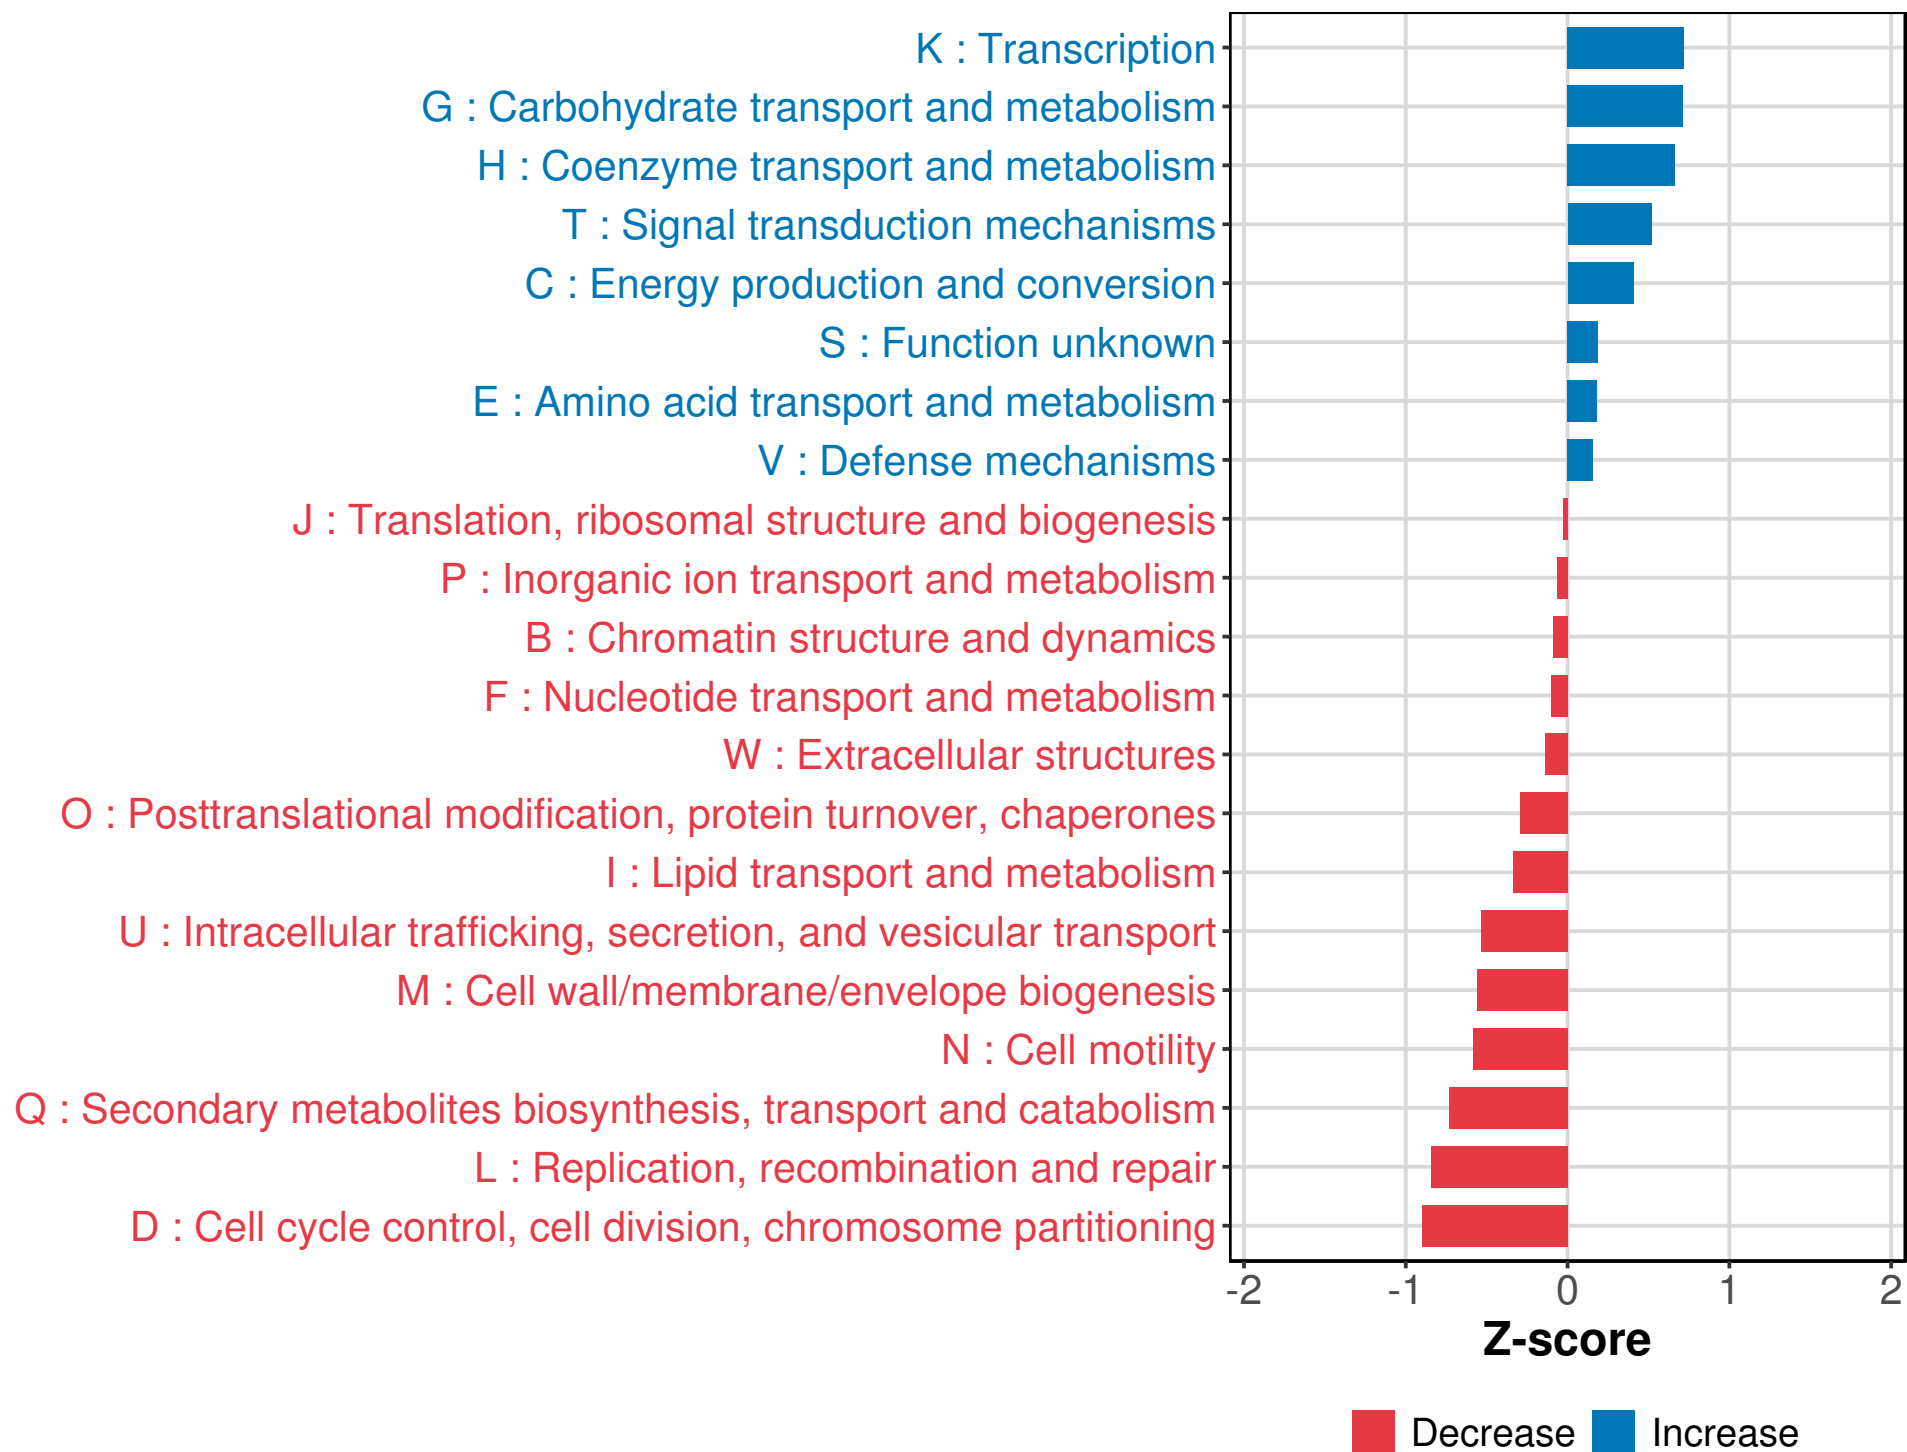 K : Transcription
G : Carbohydrate transport and metabolism
H : Coenzyme transport and metabolism
T : Signal transduction mechanisms
C : Energy production and conversion
S : Function unknown
E : Amino acid transport and metabolism
V : Defense mechanisms
J : Translation, ribosomal structure and biogenesis
P : Inorganic ion transport and metabolism
B : Chromatin structure and dynamics
F : Nucleotide transport and metabolism
W : Extracellular structures
O : Posttranslational modification, protein turnover, chaperones
I : Lipid transport and metabolism
U : Intracellular trafficking, secretion, and vesicular transport
M : Cell wall/membrane/envelope biogenesis
N : Cell motility
Q : Secondary metabolites biosynthesis, transport and catabolism
L : Replication, recombination and repair
D : Cell cycle control, cell division, chromosome partitioning
-2 -1 0 1 2
Z-score
Decrease Increase